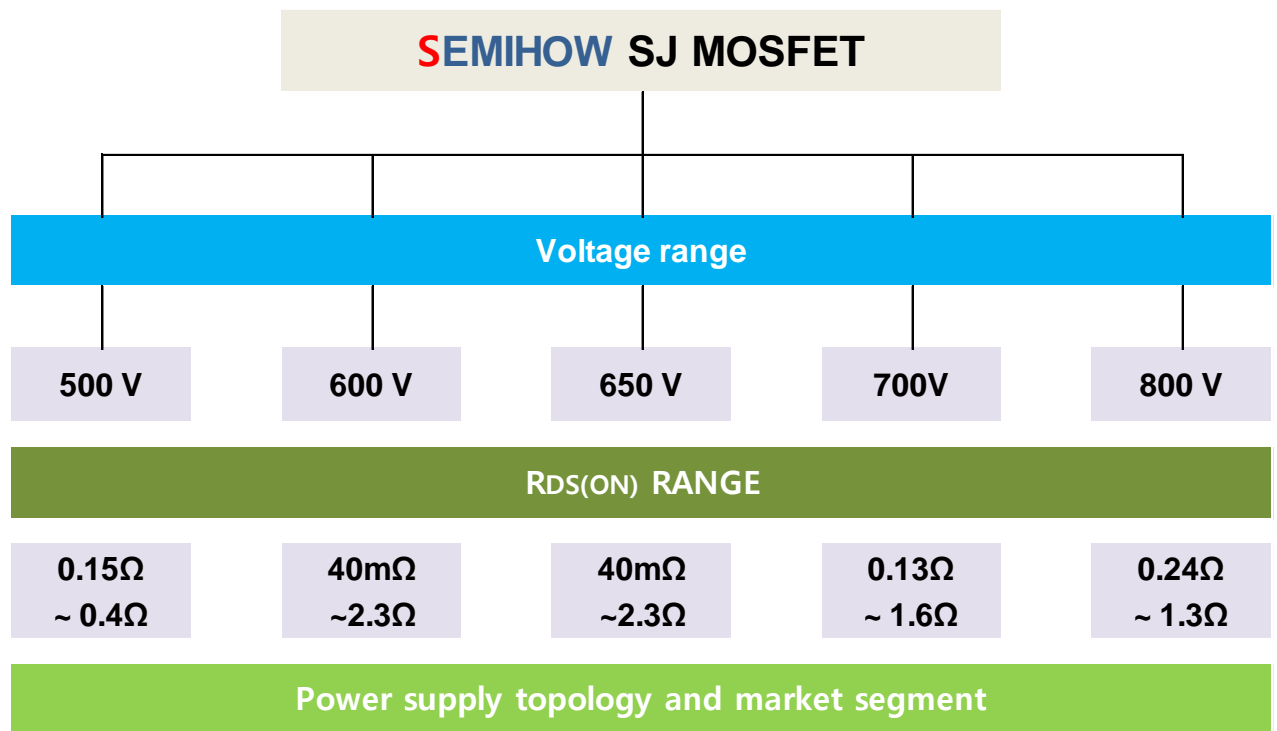 SEMIHOW SJ MOSFET
Voltage range
500 V
600 V
650 V
700V
800 V
RDS(ON) RANGE
0.15Ω
~ 0.4Ω
40mΩ
~2.3Ω
40mΩ
~2.3Ω
0.13Ω
~ 1.6Ω
0.24Ω
~ 1.3Ω
Power supply topology and market segment